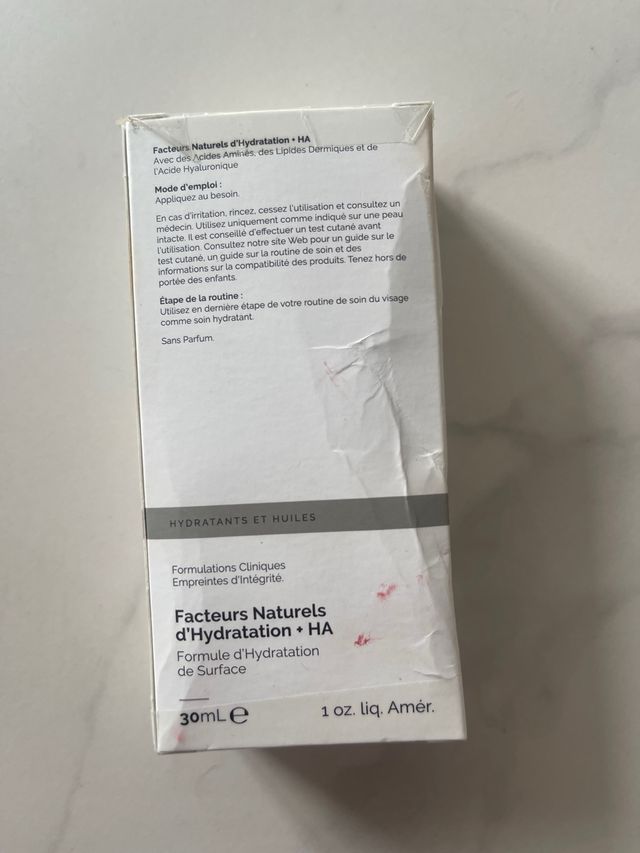 Facteurs Naturels d'Hydratation + HA
Avec des Acides Aminés, des Lipides Dermiques et de
l'Acide Hyaluronique
Mode d'emploi :
Appliquez au besoin.
En cas d'irritation, rincez, cessez l'utilisation et consultez un
médecin. Utilisez uniquement comme indiqué sur une peau
intacte. Il est conseillé d'effectuer un test cutané avant
l'utilisation. Consultez notre site Web pour un guide sur le
test cutané, un guide sur la routine de soin et des
informations sur la compatibilité des produits. Tenez hors de
portée des enfants.
Étape de la routine :
Utilisez en dernière étape de votre routine de soin du visage
comme soin hydratant.
Sans Parfum.
HYDRATANTS ET HUILES
Formulations Cliniques
Empreintes d'Intégrité.
Facteurs Naturels
d'Hydratation + HA
Formule d'Hydratation
de Surface
30mL ℮ 1 oz. liq. Amér.